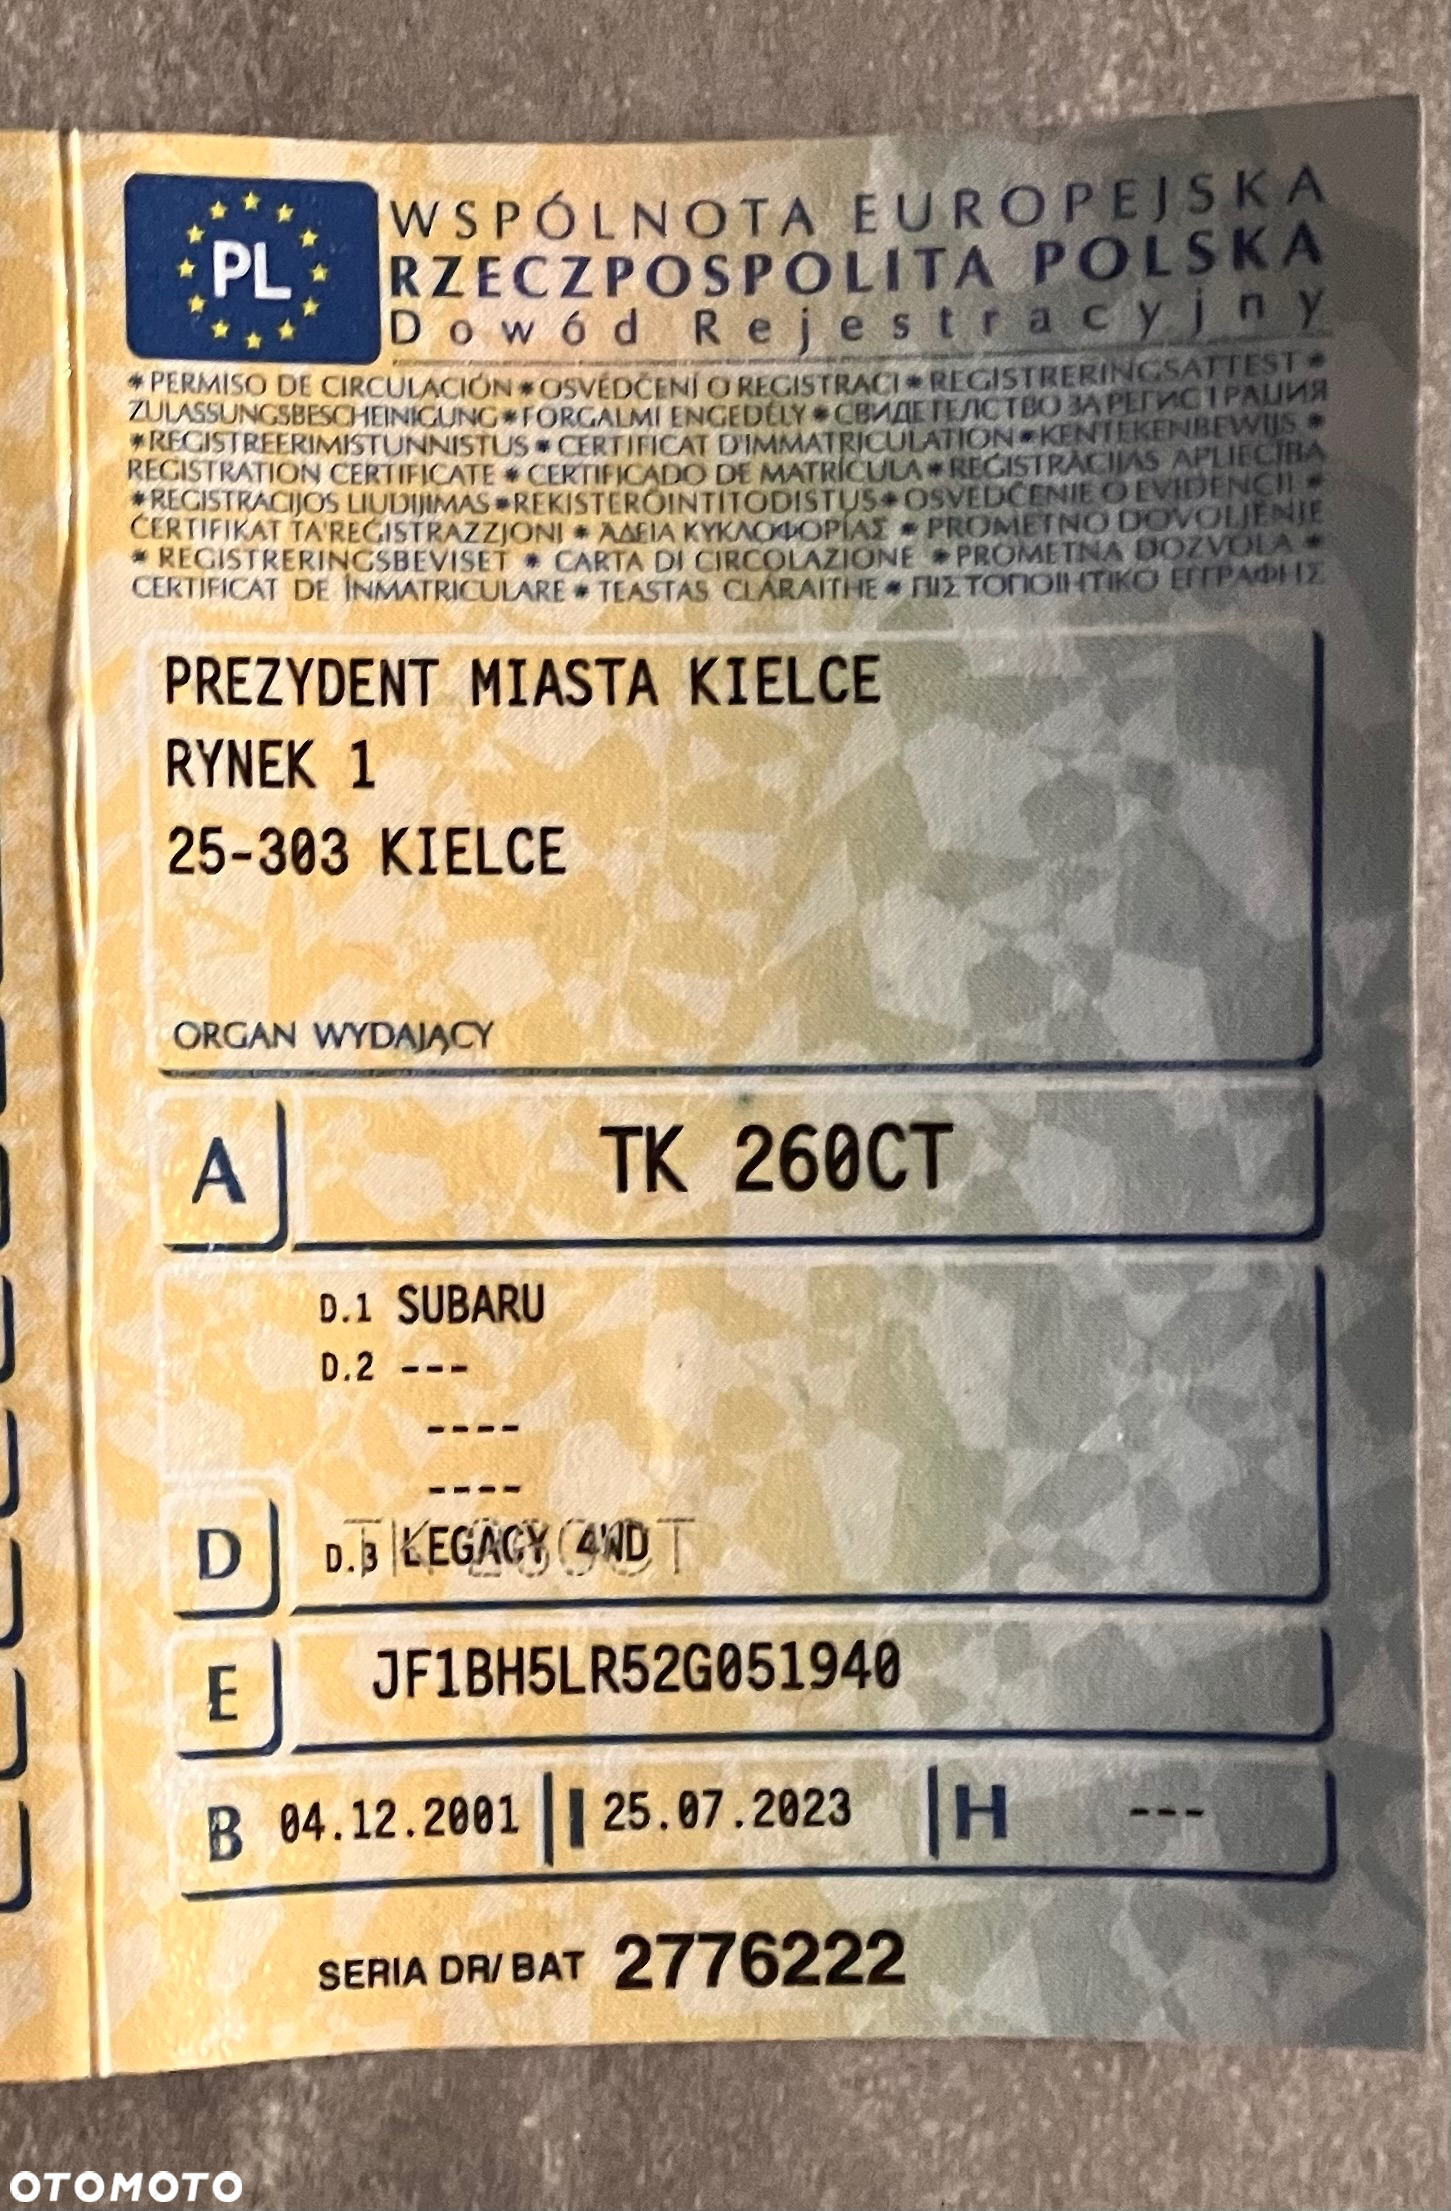 PL
WSPÓLNOTA EUROPEJSKA
RZECZPOSPOLITA POLSKA
Dowód Rejestracyjny
*PERMISO DE CIRCULACIÓN*OSVĚDČENÍ O REGISTRACI*REGISTRERINGSATTEST*
ZULASSUNGSBESCHEINIGUNG*FORGALMI ENGEDÉLY*СВИДЕТЕЛСТВО ЗА РЕГИСТРАЦИЯ
*REGISTREERIMISTUNNISTUS*CERTIFICAT D'IMMATRICULATION*KENTEKENBEWIJS*
REGISTRATION CERTIFICATE*CERTIFICADO DE MATRÍCULA*REĢISTRĀCIJAS APLIECĪBA
*REGISTRACIJOS LIUDIJIMAS*REKISTERÖINTITODISTUS*OSVEDČENIE O EVIDENCII*
ĊERTIFIKAT TA'REĠISTRAZZJONI*ΑΔΕΙΑ ΚΥΚΛΟΦΟΡΙΑΣ*PROMETNO DOVOLJENJE
*REGISTRERINGSBEVISET*CARTA DI CIRCOLAZIONE*PROMETNA DOZVOLA*
CERTIFICAT DE ÎNMATRICULARE*TEASTAS CLÁRAITHE*ΠΙΣΤΟΠΟΙΗΤΙΚΟ ΕΓΓΡΑΦΗΣ
PREZYDENT MIASTA KIELCE
RYNEK 1
25-303 KIELCE
ORGAN WYDAJĄCY
A TK 260CT
D.1 SUBARU
D.2 ---
----
----
D D.3 LEGACY 4WD
E JF1BH5LR52G051940
B 04.12.2001 I 25.07.2023 H ---
SERIA DR/BAT 2776222
OTOMOTO